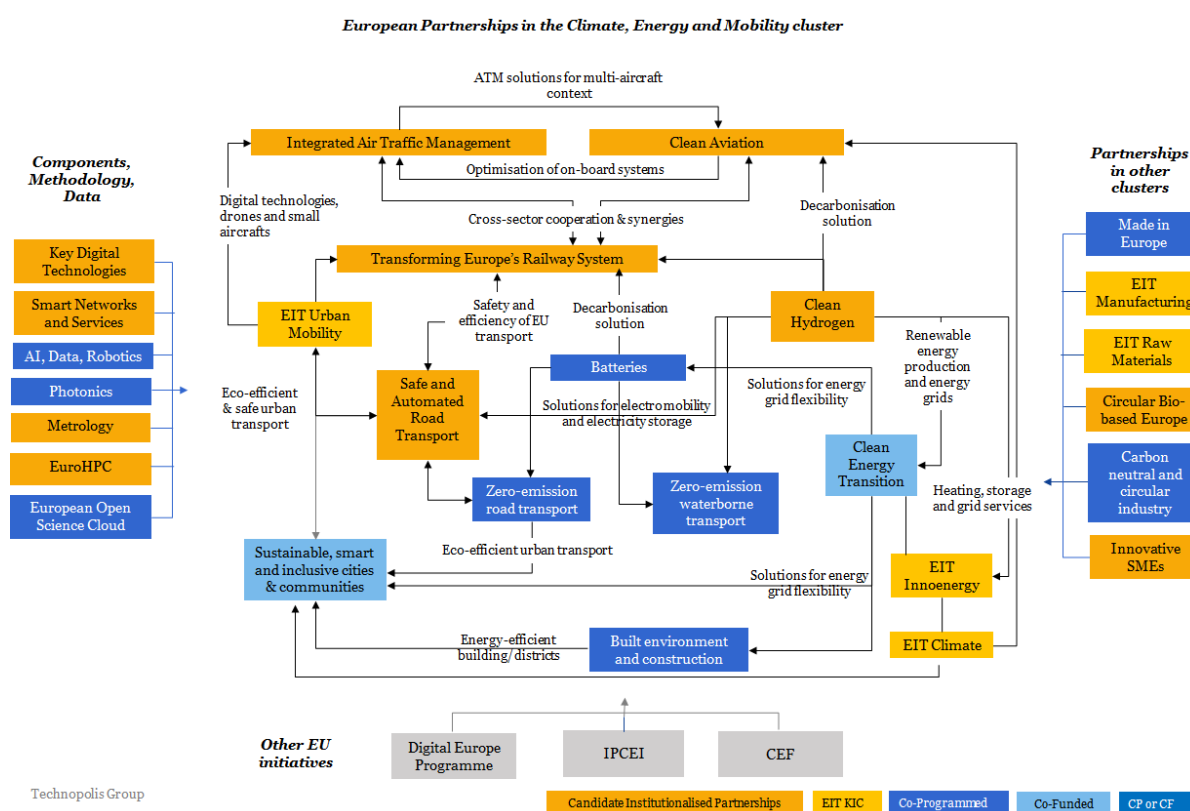 European Partnerships in the Climate, Energy and Mobility cluster
ATM solutions for multi-aircraft
context
Integrated Air Traffic Management
Clean Aviation
Optimisation of on-board systems
Components,
Methodology,
Data
Partnerships
in other
clusters
Digital technologies,
drones and small
aircrafts
Decarbonisation
solution
Cross-sector cooperation & synergies
Key Digital
Technologies
Smart Networks
and Services
AI, Data, Robotics
Photonics
Metrology
EuroHPC
European Open
Science Cloud
Made in
Europe
EIT
Manufacturing
EIT Raw
Materials
Circular Bio-
based Europe
Carbon
neutral and
circular
industry
Innovative
SMEs
Transforming Europe's Railway System
EIT Urban
Mobility
Safety and
efficiency of EU
transport
Decarbonisation
solution
Clean
Hydrogen
Renewable
energy
production
and energy
grids
Batteries
Eco-efficient
& safe urban
transport
Safe and
Automated
Road
Transport
Solutions for electro mobility
and electricity storage
Solutions for energy
grid flexibility
Clean
Energy
Transition
Zero-emission
road transport
Zero-emission
waterborne
transport
Heating, storage
and grid services
Eco-efficient urban transport
Sustainable, smart
and inclusive cities
& communities
Solutions for energy
grid flexibility
EIT
Innoenergy
EIT Climate
Energy-efficient
building/districts
Built environment
and construction
Other EU
initiatives
Digital Europe
Programme
IPCEI
CEF
Technopolis Group
Candidate Institutionalised Partnerships
EIT KIC
Co-Programmed
Co-Funded
CP or CF